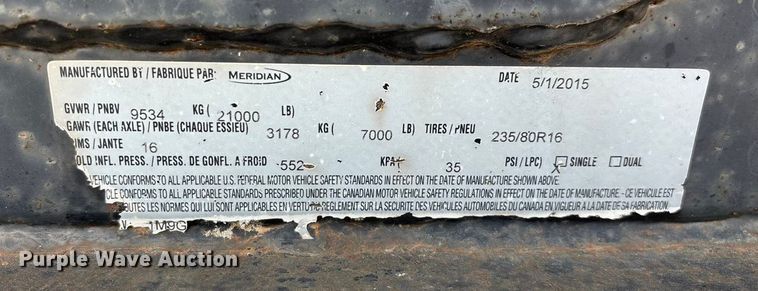 MANUFACTURED BY / FABRIQUE PAR: MERIDIAN DATE 5/1/2015
GVWR / PNBV 9534 KG ( 21000 LB)
GAWR (EACH AXLE) / PNBE (CHAQUE ESSIEU) 3178 KG ( 7000 LB) TIRES / PNEU 235/80R16
IMS / JANTE 16
OLD INFL. PRESS. / PRESS. DE GONFL. A FROID 552 KPA 35 PSI / LPC) SINGLE DUAL
X
VEHICLE CONFORMS TO ALL APPLICABLE U.S. FEDERAL MOTOR VEHICLE SAFETY STANDARDS IN EFFECT ON THE DATE OF MANUFACTURE SHOWN ABOVE.
CLE CONFORMS TO ALL APPLICABLE STANDARDS PRESCRIBED UNDER THE CANADIAN MOTOR VEHICLE SAFETY REGULATIONS IN EFFECT ON THE DATE OF MANUFACTURE - CE VEHICULE EST
UTES LES NORMES QUI LUI SONT APPLICABLES EN VERTU REGLEMENT SUR LA SECURITE DES VEHICULES AUTOMOBILES DU CANADA EN VIGUEUR A LA DATE DE SA FABR
1M9G
Purple Wave Auction